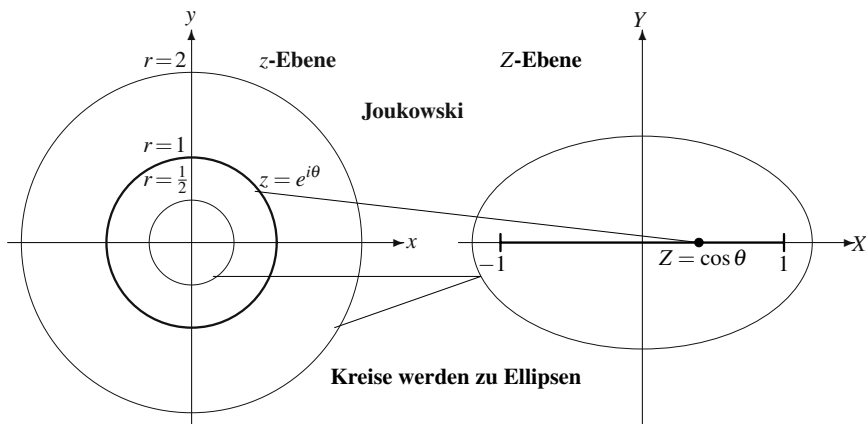 y
Y
r = 2
z-Ebene
Z-Ebene
Joukowski
r = 1
r = 1/2
z = e^{iθ}
x
X
−1
Z = cos θ
1
Kreise werden zu Ellipsen